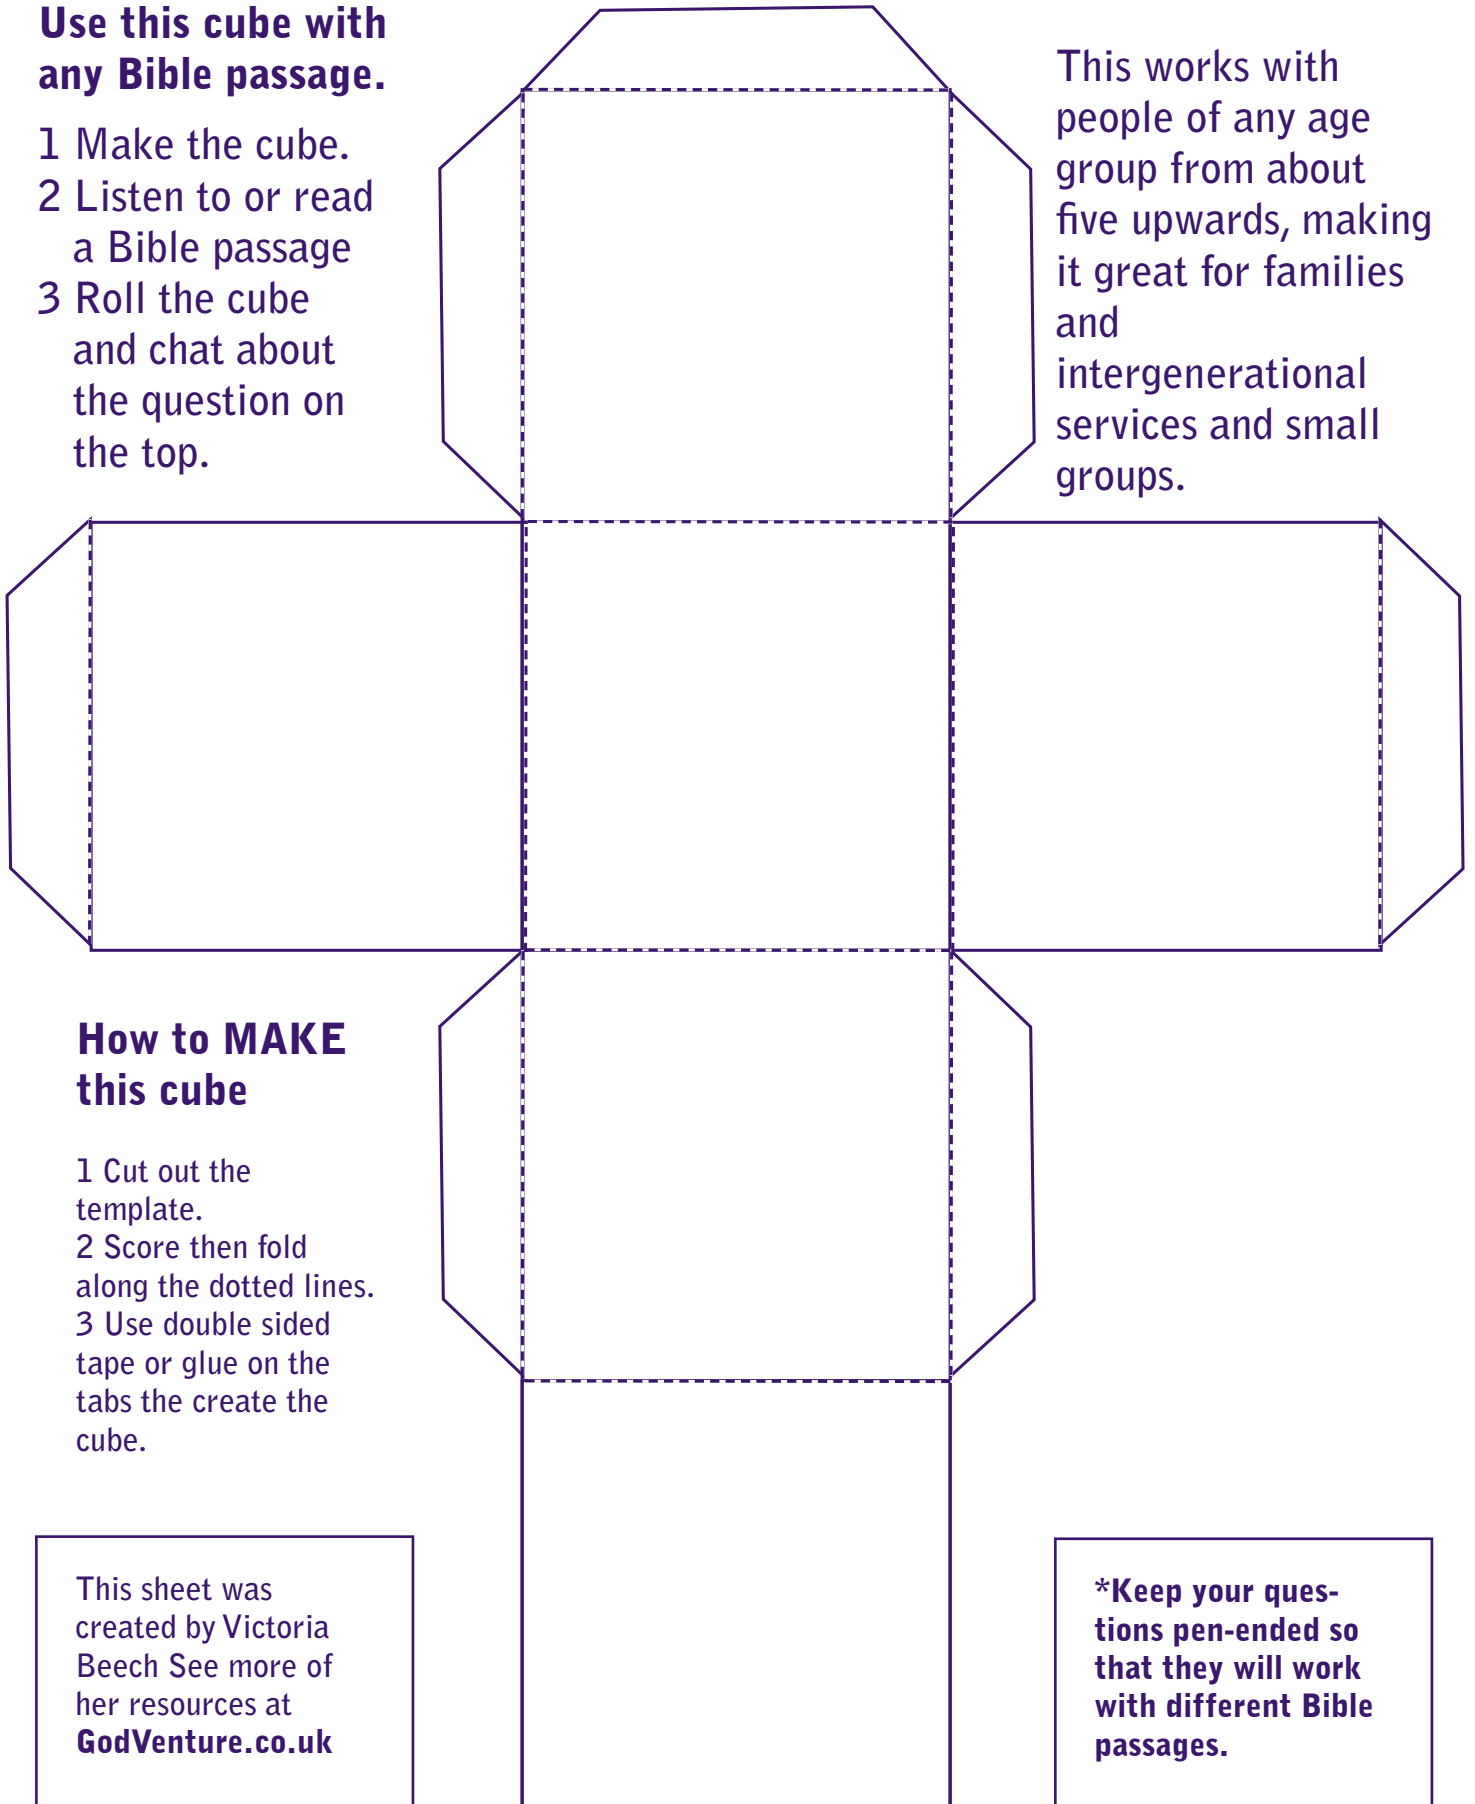 Use this cube with
any Bible passage.
1 Make the cube.
2 Listen to or read
a Bible passage
3 Roll the cube
and chat about
the question on
the top.
This works with
people of any age
group from about
five upwards, making
it great for families
and
intergenerational
services and small
groups.
How to MAKE
this cube
1 Cut out the
template.
2 Score then fold
along the dotted lines.
3 Use double sided
tape or glue on the
tabs the create the
cube.
This sheet was
created by Victoria
Beech See more of
her resources at
GodVenture.co.uk
*Keep your ques-
tions pen-ended so
that they will work
with different Bible
passages.